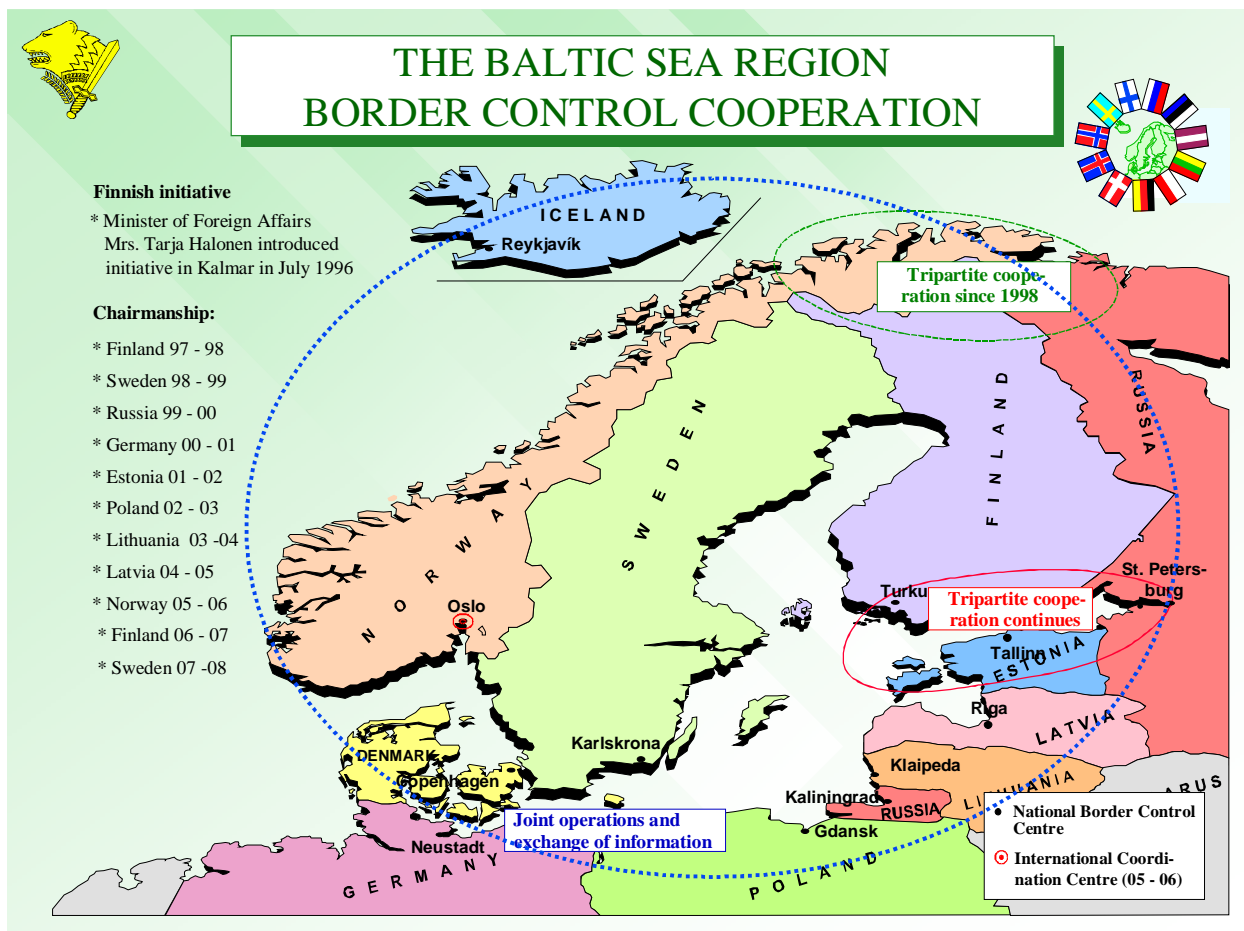 THE BALTIC SEA REGION
BORDER CONTROL COOPERATION
Finnish initiative
* Minister of Foreign Affairs
Mrs. Tarja Halonen introduced
initiative in Kalmar in July 1996
Chairmanship:
* Finland 97 - 98
* Sweden 98 - 99
* Russia 99 - 00
* Germany 00 - 01
* Estonia 01 - 02
* Poland 02 - 03
* Lithuania 03 -04
* Latvia 04 - 05
* Norway 05 - 06
* Finland 06 - 07
* Sweden 07 -08
ICELAND
Reykjavík
Tripartite coope-
ration since 1998
RUSSIA
FINLAND
SWEDEN
NORWAY
Oslo
Turku
St. Peters-
burg
Tripartite coope-
ration continues
Tallinn
ESTONIA
Riga
LATVIA
DENMARK
Copenhagen
Karlskrona
Klaipeda
LITHUANIA
Kaliningrad
RUSSIA
Gdansk
ARUS
Neustadt
GERMANY
POLAND
Joint operations and
exchange of information
National Border Control
Centre
International Coordi-
nation Centre (05 - 06)